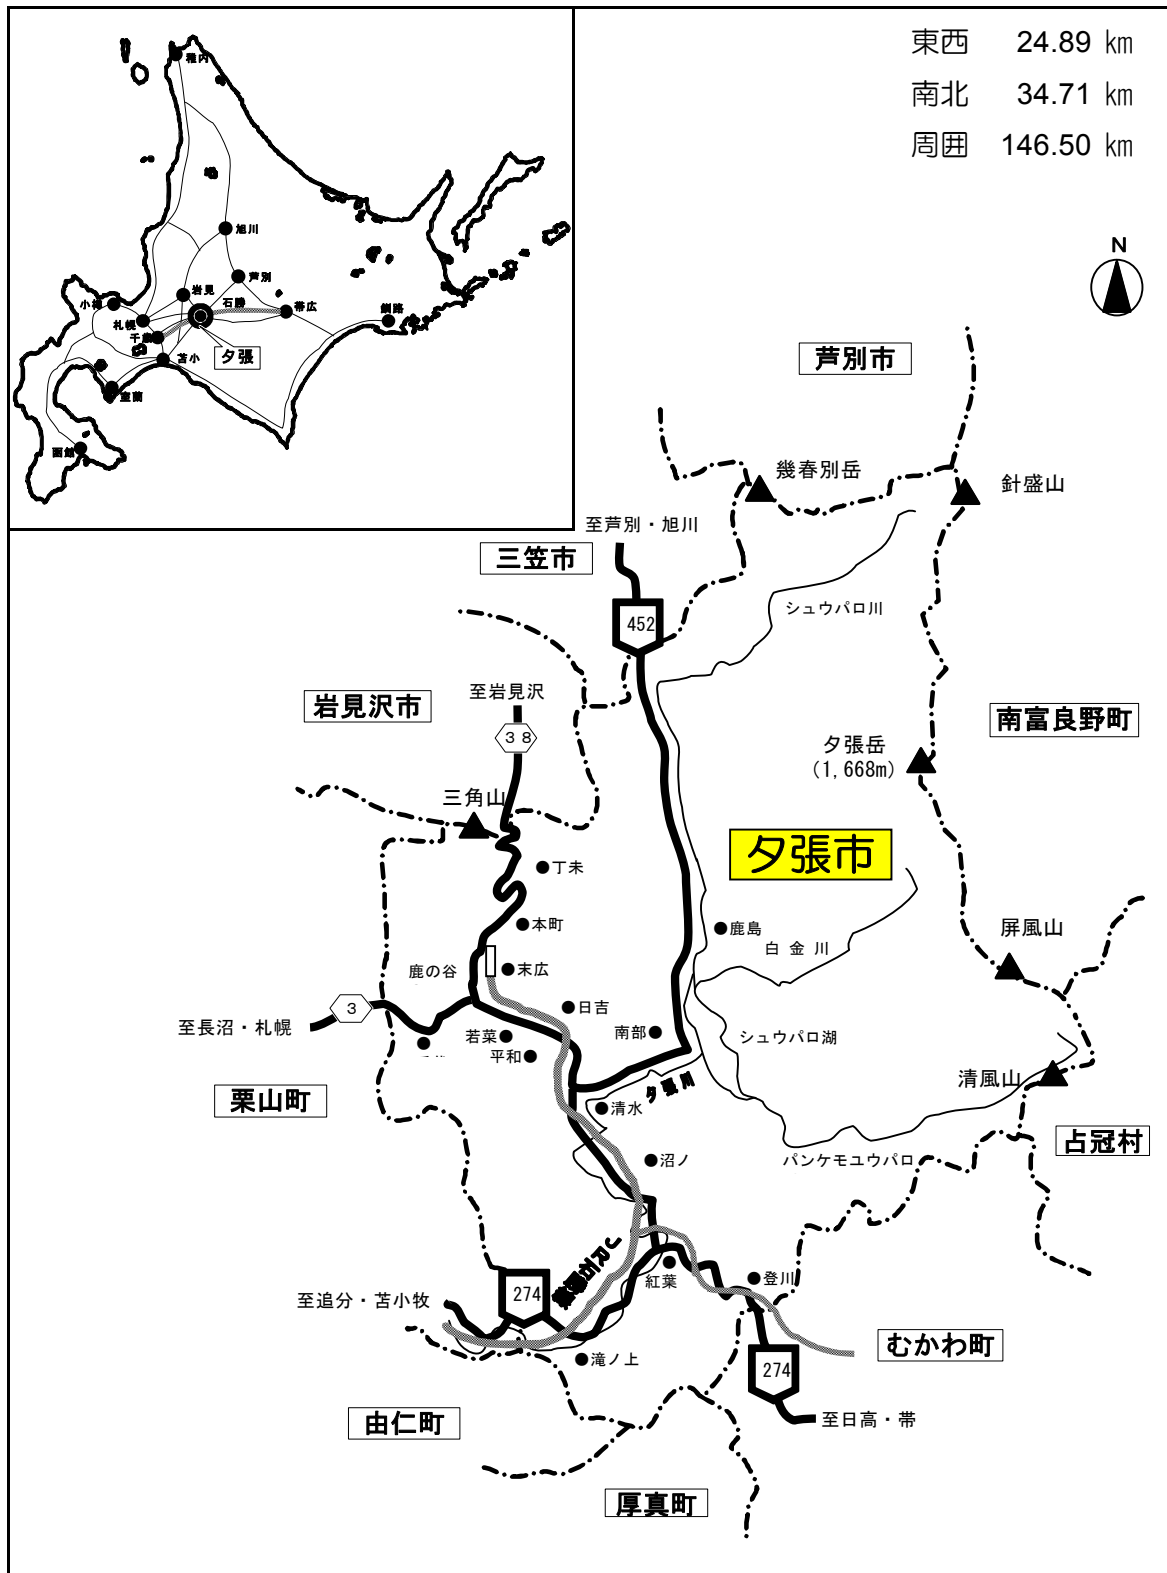 東西 24.89 ㎞
南北 34.71 ㎞
周囲 146.50 ㎞
N
稚内
旭川
芦別
岩見
石勝
帯広
釧路
小樽
札幌
千歳
苫小
夕張
室蘭
函館
芦別市
幾春別岳
針盛山
至芦別・旭川
三笠市
452
シュウパロ川
至岩見沢
岩見沢市
38
南富良野町
夕張岳
(1,668m)
三角山
夕張市
丁未
本町
鹿島
屏風山
白金川
鹿の谷
末広
日吉
3
至長沼・札幌
若菜
南部
シュウパロ湖
平和
清風山
栗山町
夕張川
清水
占冠村
沼ノ
パンケモユウパロ
紅葉
登川
至追分・苫小牧
274
むかわ町
滝ノ上
274
由仁町
至日高・帯
厚真町